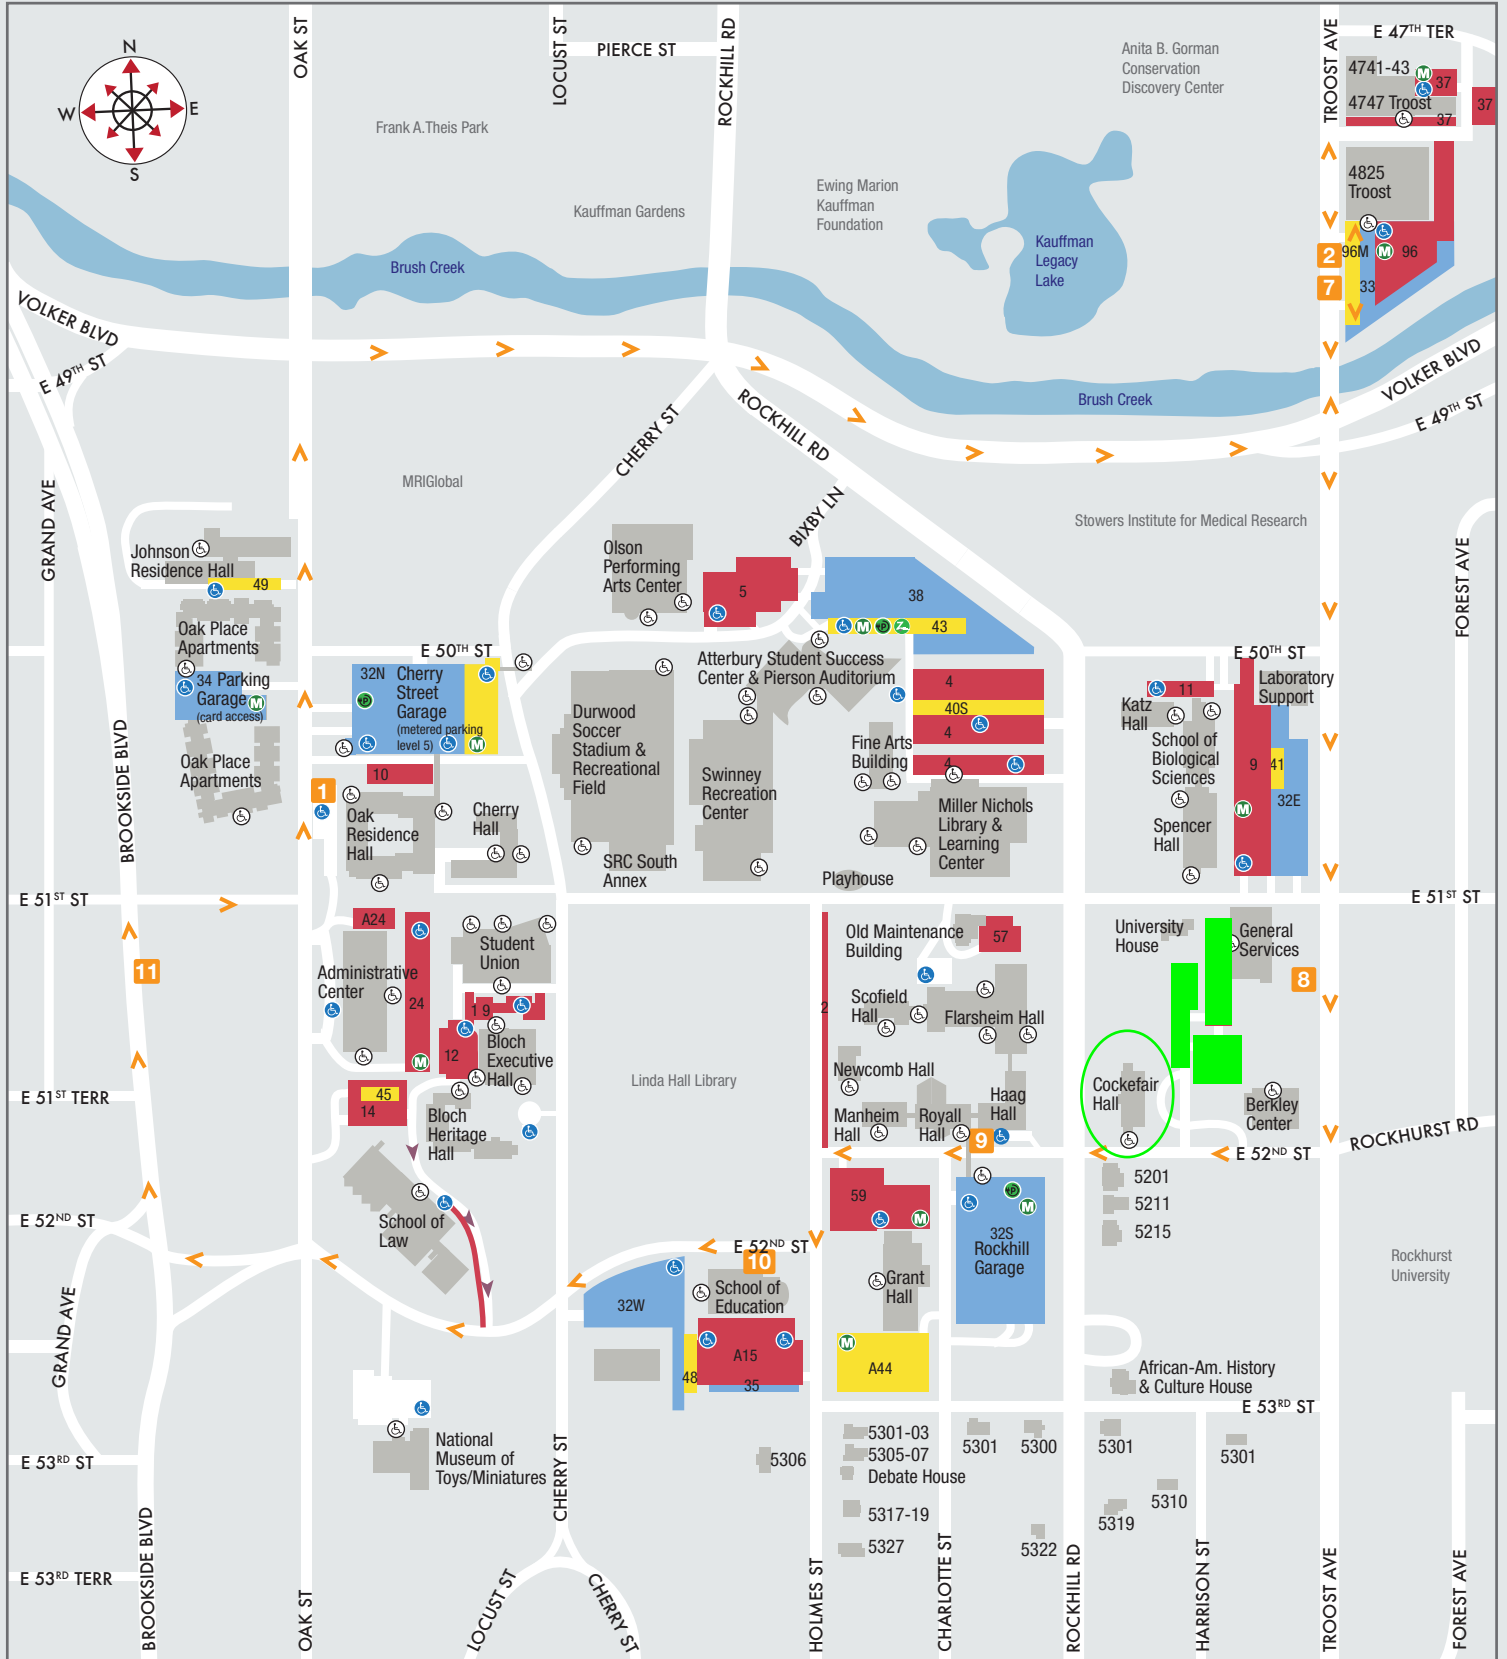 N
W
E
S
OAK ST
LOCUST ST
PIERCE ST
ROCKHILL RD
TROOST AVE
E 47TH TER
Anita B. Gorman
Conservation
Discovery Center
4741-43
M
37
4747 Troost
37
37
Frank A.Theis Park
4825
Troost
Ewing Marion
Kauffman
Foundation
Kauffman Gardens
Kauffman
Legacy
Lake
Brush Creek
2
7
96M
M
96
33
VOLKER BLVD
E 49TH ST
VOLKER BLVD
E 49TH ST
Brush Creek
CHERRY ST
ROCKHILL RD
MRIGlobal
BIXBY LN
Stowers Institute for Medical Research
GRAND AVE
FOREST AVE
Johnson
Residence Hall
49
Olson
Performing
Arts Center
5
38
M
P
Z
43
Oak Place
Apartments
34 Parking
Garage
(card access)
M
Oak Place
Apartments
E 50TH ST
32N
Cherry
Street
Garage
(metered parking
level 5)
P
M
10
1
Oak
Residence
Hall
Cherry
Hall
Durwood
Soccer
Stadium &
Recreational
Field
SRC South
Annex
Atterbury Student Success
Center & Pierson Auditorium
Swinney
Recreation
Center
Fine Arts
Building
4
40S
4
4
Miller Nichols
Library &
Learning
Center
Playhouse
E 50TH ST
Laboratory
Support
11
Katz
Hall
School of
Biological
Sciences
Spencer
Hall
9
M
41
32E
BROOKSIDE BLVD
E 51ST ST
E 51ST ST
A24
Administrative
Center
24
M
Student
Union
1 9
12
Bloch
Executive
Hall
45
14
Bloch
Heritage
Hall
School of
Law
11
E 51ST TERR
E 52ND ST
GRAND AVE
Linda Hall Library
2
Old Maintenance
Building
57
Scofield
Hall
Flarsheim Hall
Newcomb Hall
Manheim
Hall
Royall
Hall
Haag
Hall
9
University
House
General
Services
8
Cockefair
Hall
Berkley
Center
E 52ND ST
ROCKHURST RD
5201
5211
5215
59
M
P
M
32S
Rockhill
Garage
Grant
Hall
E 52ND ST
10
School of
Education
32W
48
A15
35
M
A44
Rockhurst
University
African-Am. History
& Culture House
E 53RD ST
National
Museum of
Toys/Miniatures
E 53RD ST
E 53RD TERR
5306
5301-03
5305-07
Debate House
5317-19
5327
5301
5300
5301
5301
5310
5319
5322
BROOKSIDE BLVD
OAK ST
LOCUST ST
CHERRY ST
CHERRY ST
HOLMES ST
CHARLOTTE ST
ROCKHILL RD
HARRISON ST
TROOST AVE
FOREST AVE